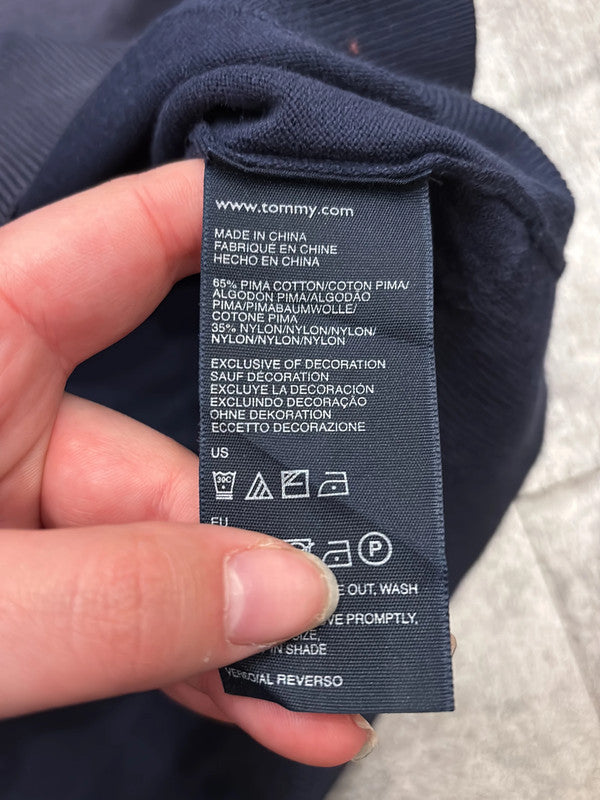 www.tommy.com
MADE IN CHINA
FABRIQUÉ EN CHINE
HECHO EN CHINA
65% PIMA COTTON/COTON PIMA/
ALGODÓN PIMA/ALGODÃO
PIMA/PIMABAUMWOLLE/
COTONE PIMA
35% NYLON/NYLON/NYLON/
NYLON/NYLON/NYLON
EXCLUSIVE OF DECORATION
SAUF DÉCORATION
EXCLUYE LA DECORACIÓN
EXCLUINDO DECORAÇÃO
OHNE DEKORATION
ECCETTO DECORAZIONE
US
30C
EU
P
OUT, WASH
PROMPTLY,
SIZE,
IN SHADE
REVERSO